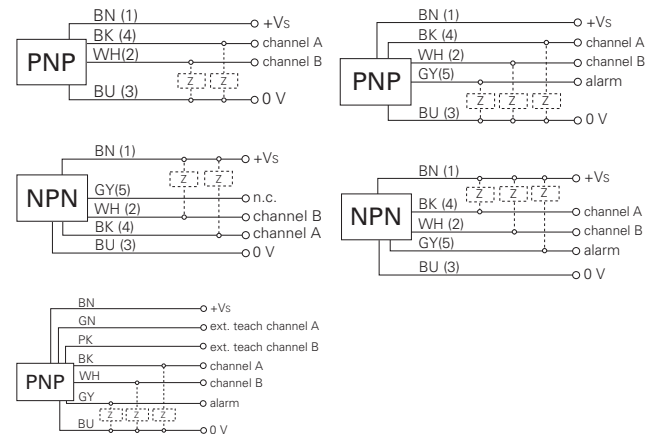 BN (1) +Vs
BK (4) channel A
WH(2) channel B
PNP
Z Z
BU (3) 0 V
BN (1) +Vs
BK (4) channel A
WH (2) channel B
GY(5) alarm
PNP
Z Z Z
BU (3) 0 V
BN (1) +Vs
Z Z
NPN
GY(5) n.c.
WH (2) channel B
BK (4) channel A
BU (3) 0 V
BN (1) +Vs
Z Z Z
NPN
BK (4) channel A
WH (2) channel B
GY(5) alarm
BU (3) 0 V
BN +Vs
GN ext. teach channel A
PK ext. teach channel B
BK channel A
PNP
WH channel B
GY alarm
Z Z Z
BU 0 V